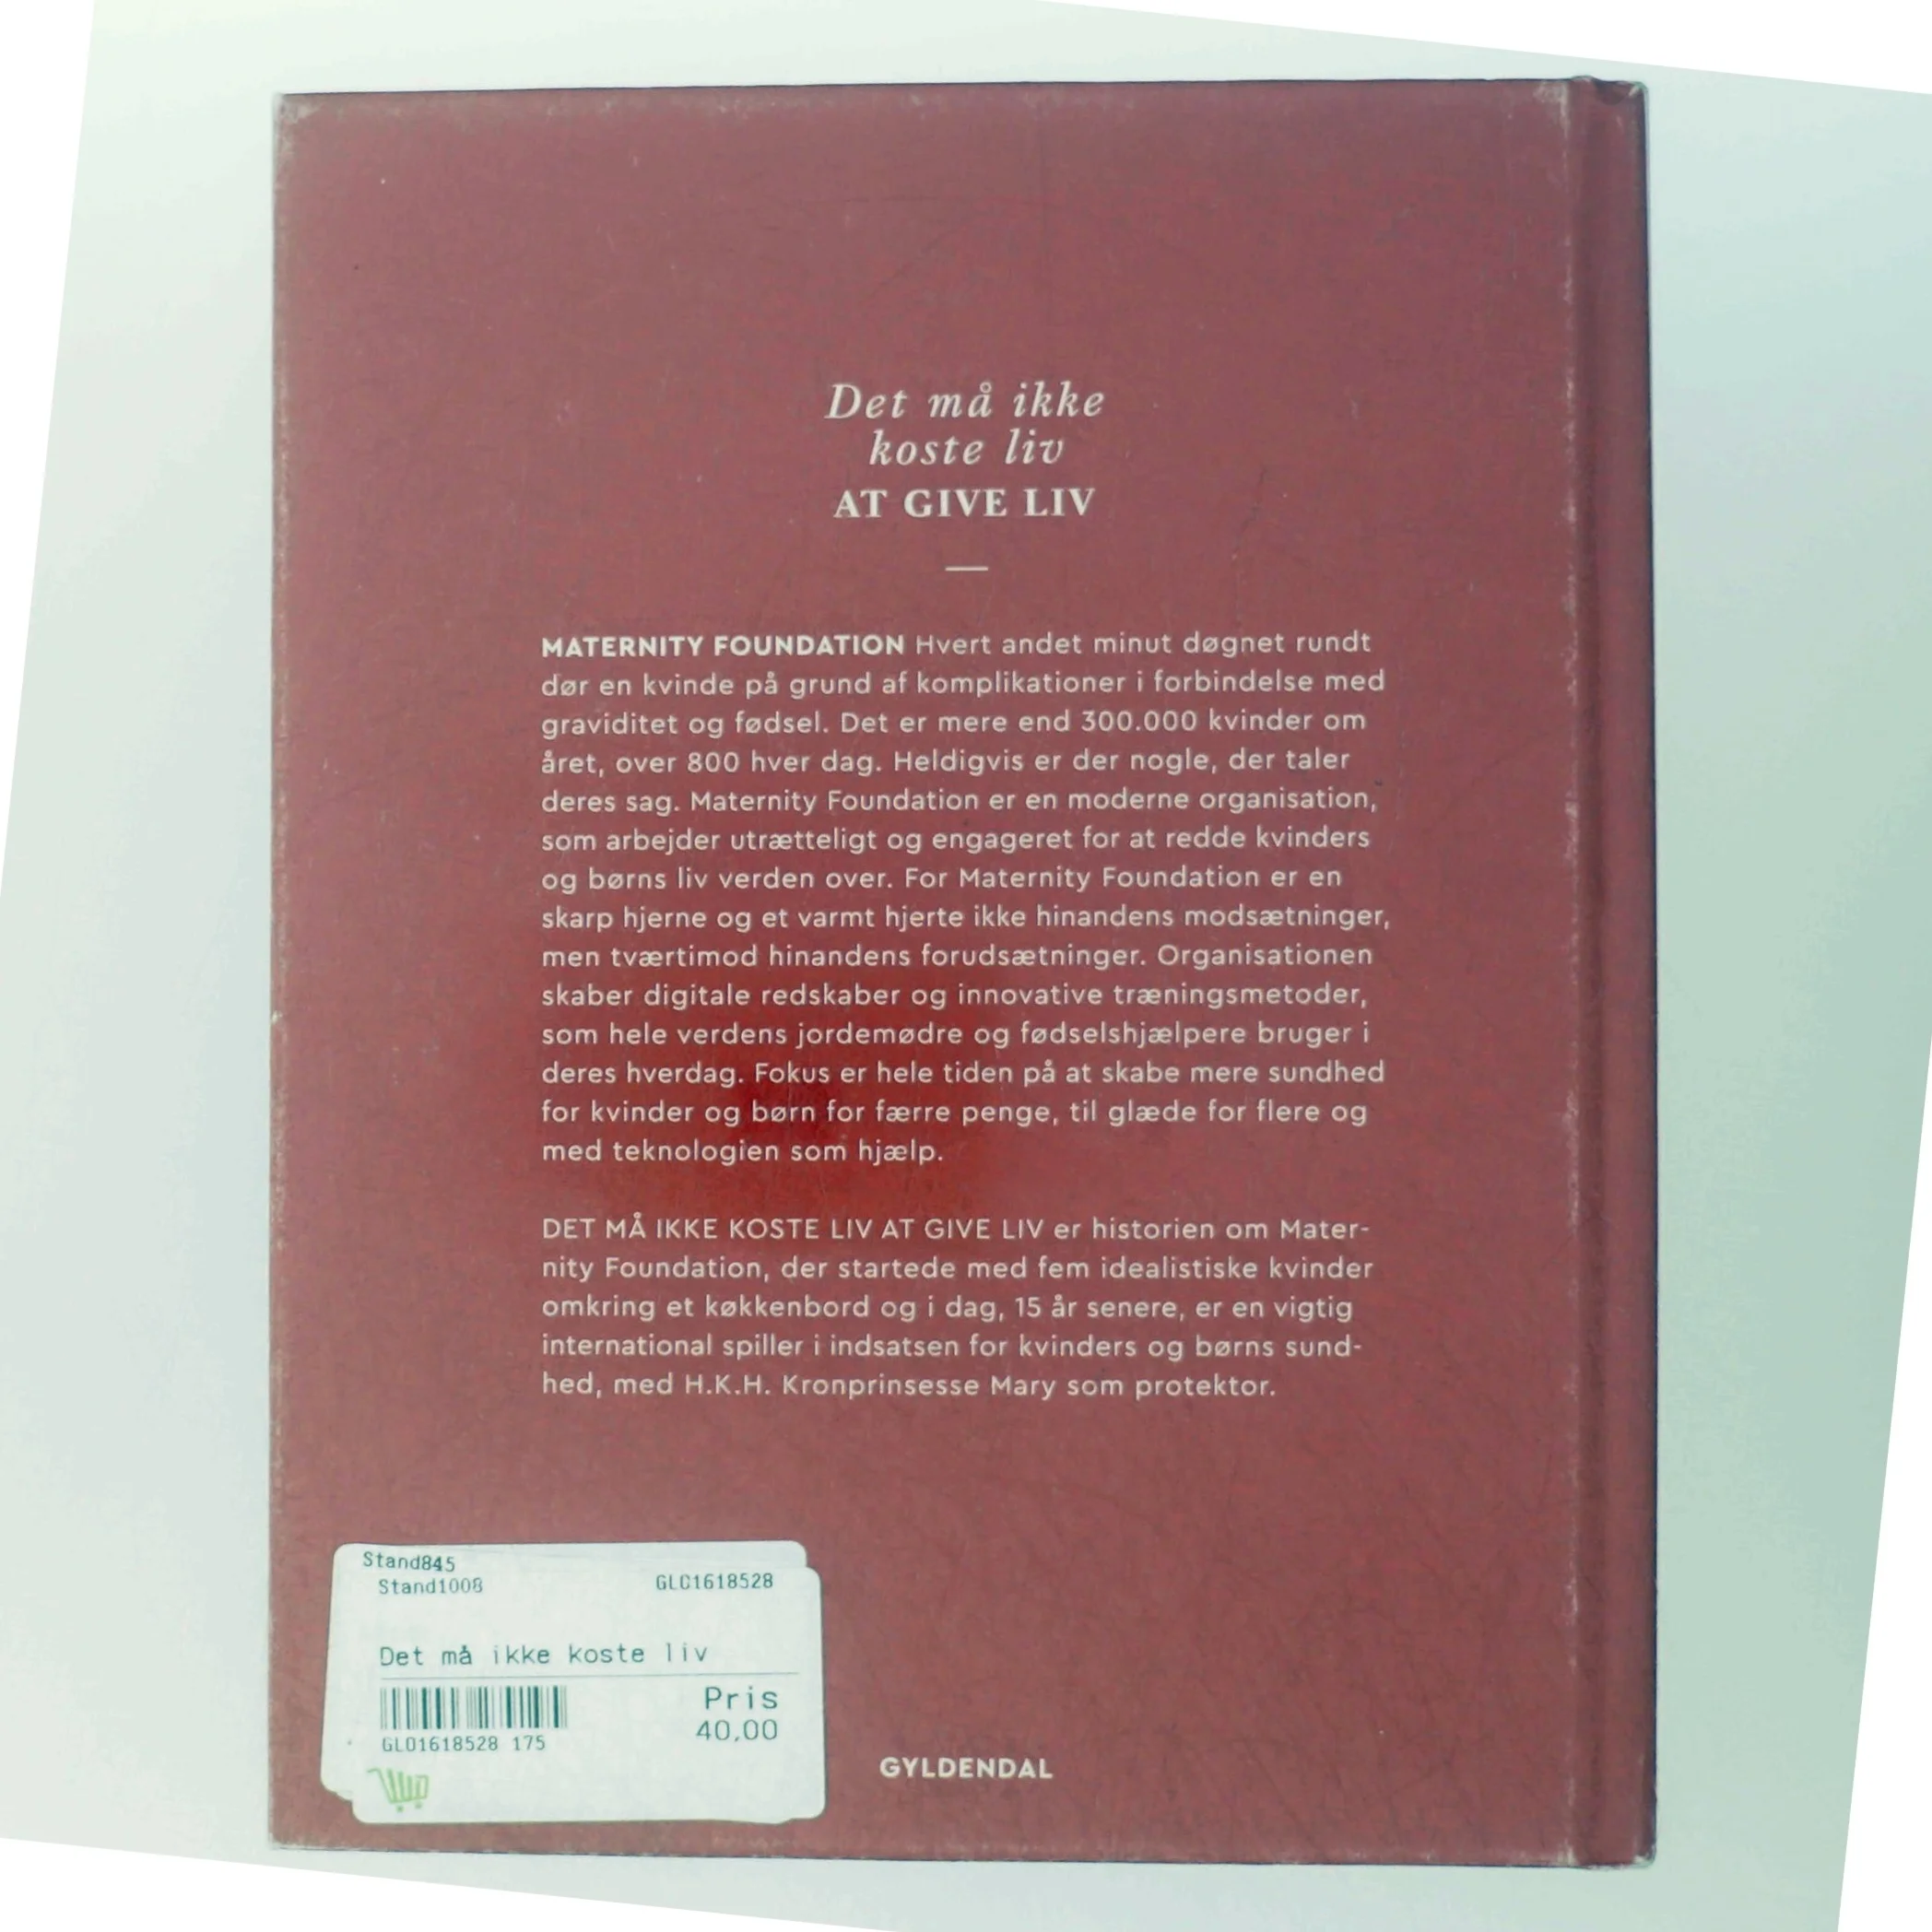 Det må ikke
koste liv
AT GIVE LIV
MATERNITY FOUNDATION Hvert andet minut døgnet rundt
dør en kvinde på grund af komplikationer i forbindelse med
graviditet og fødsel. Det er mere end 300.000 kvinder om
året, over 800 hver dag. Heldigvis er der nogle, der taler
deres sag. Maternity Foundation er en moderne organisation,
som arbejder utrætteligt og engageret for at redde kvinders
og børns liv verden over. For Maternity Foundation er en
skarp hjerne og et varmt hjerte ikke hinandens modsætninger,
men tværtimod hinandens forudsætninger. Organisationen
skaber digitale redskaber og innovative træningsmetoder,
som hele verdens jordemødre og fødselshjælpere bruger i
deres hverdag. Fokus er hele tiden på at skabe mere sundhed
for kvinder og børn for færre penge, til glæde for flere og
med teknologien som hjælp.
DET MÅ IKKE KOSTE LIV AT GIVE LIV er historien om Mater-
nity Foundation, der startede med fem idealistiske kvinder
omkring et køkkenbord og i dag, 15 år senere, er en vigtig
international spiller i indsatsen for kvinders og børns sund-
hed, med H.K.H. Kronprinsesse Mary som protektor.
Stand845
Stand1008 GLO1618528
Det må ikke koste liv
Pris
40,00
GLO1618528 175
GYLDENDAL